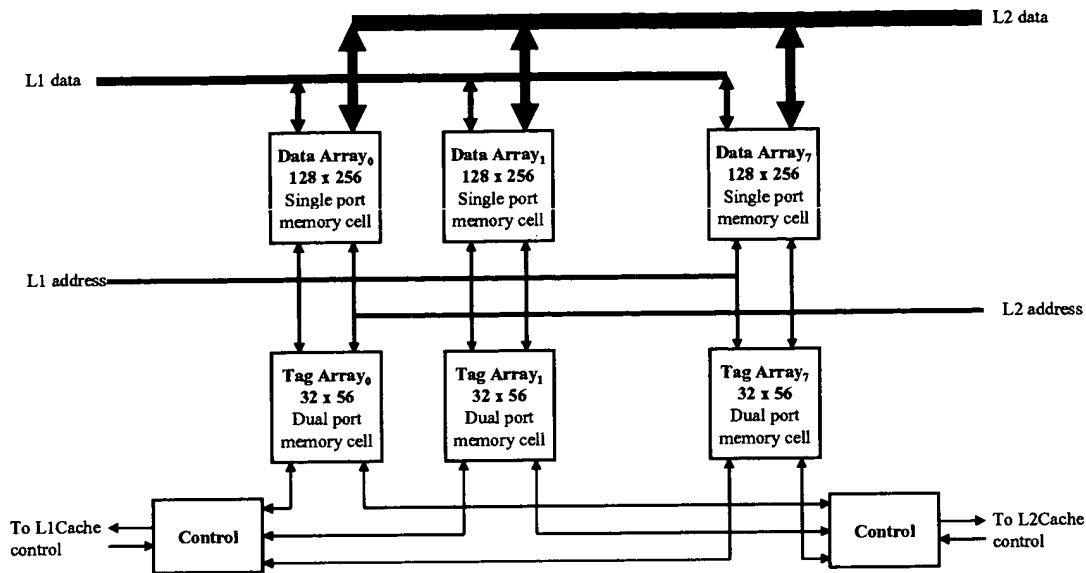 L2 data
L1 data
Data Array₀
128 x 256
Single port
memory cell
Data Array₁
128 x 256
Single port
memory cell
Data Array₇
128 x 256
Single port
memory cell
L1 address
L2 address
Tag Array₀
32 x 56
Dual port
memory cell
Tag Array₁
32 x 56
Dual port
memory cell
Tag Array₇
32 x 56
Dual port
memory cell
To L1Cache
control
Control
Control
To L2Cache
control